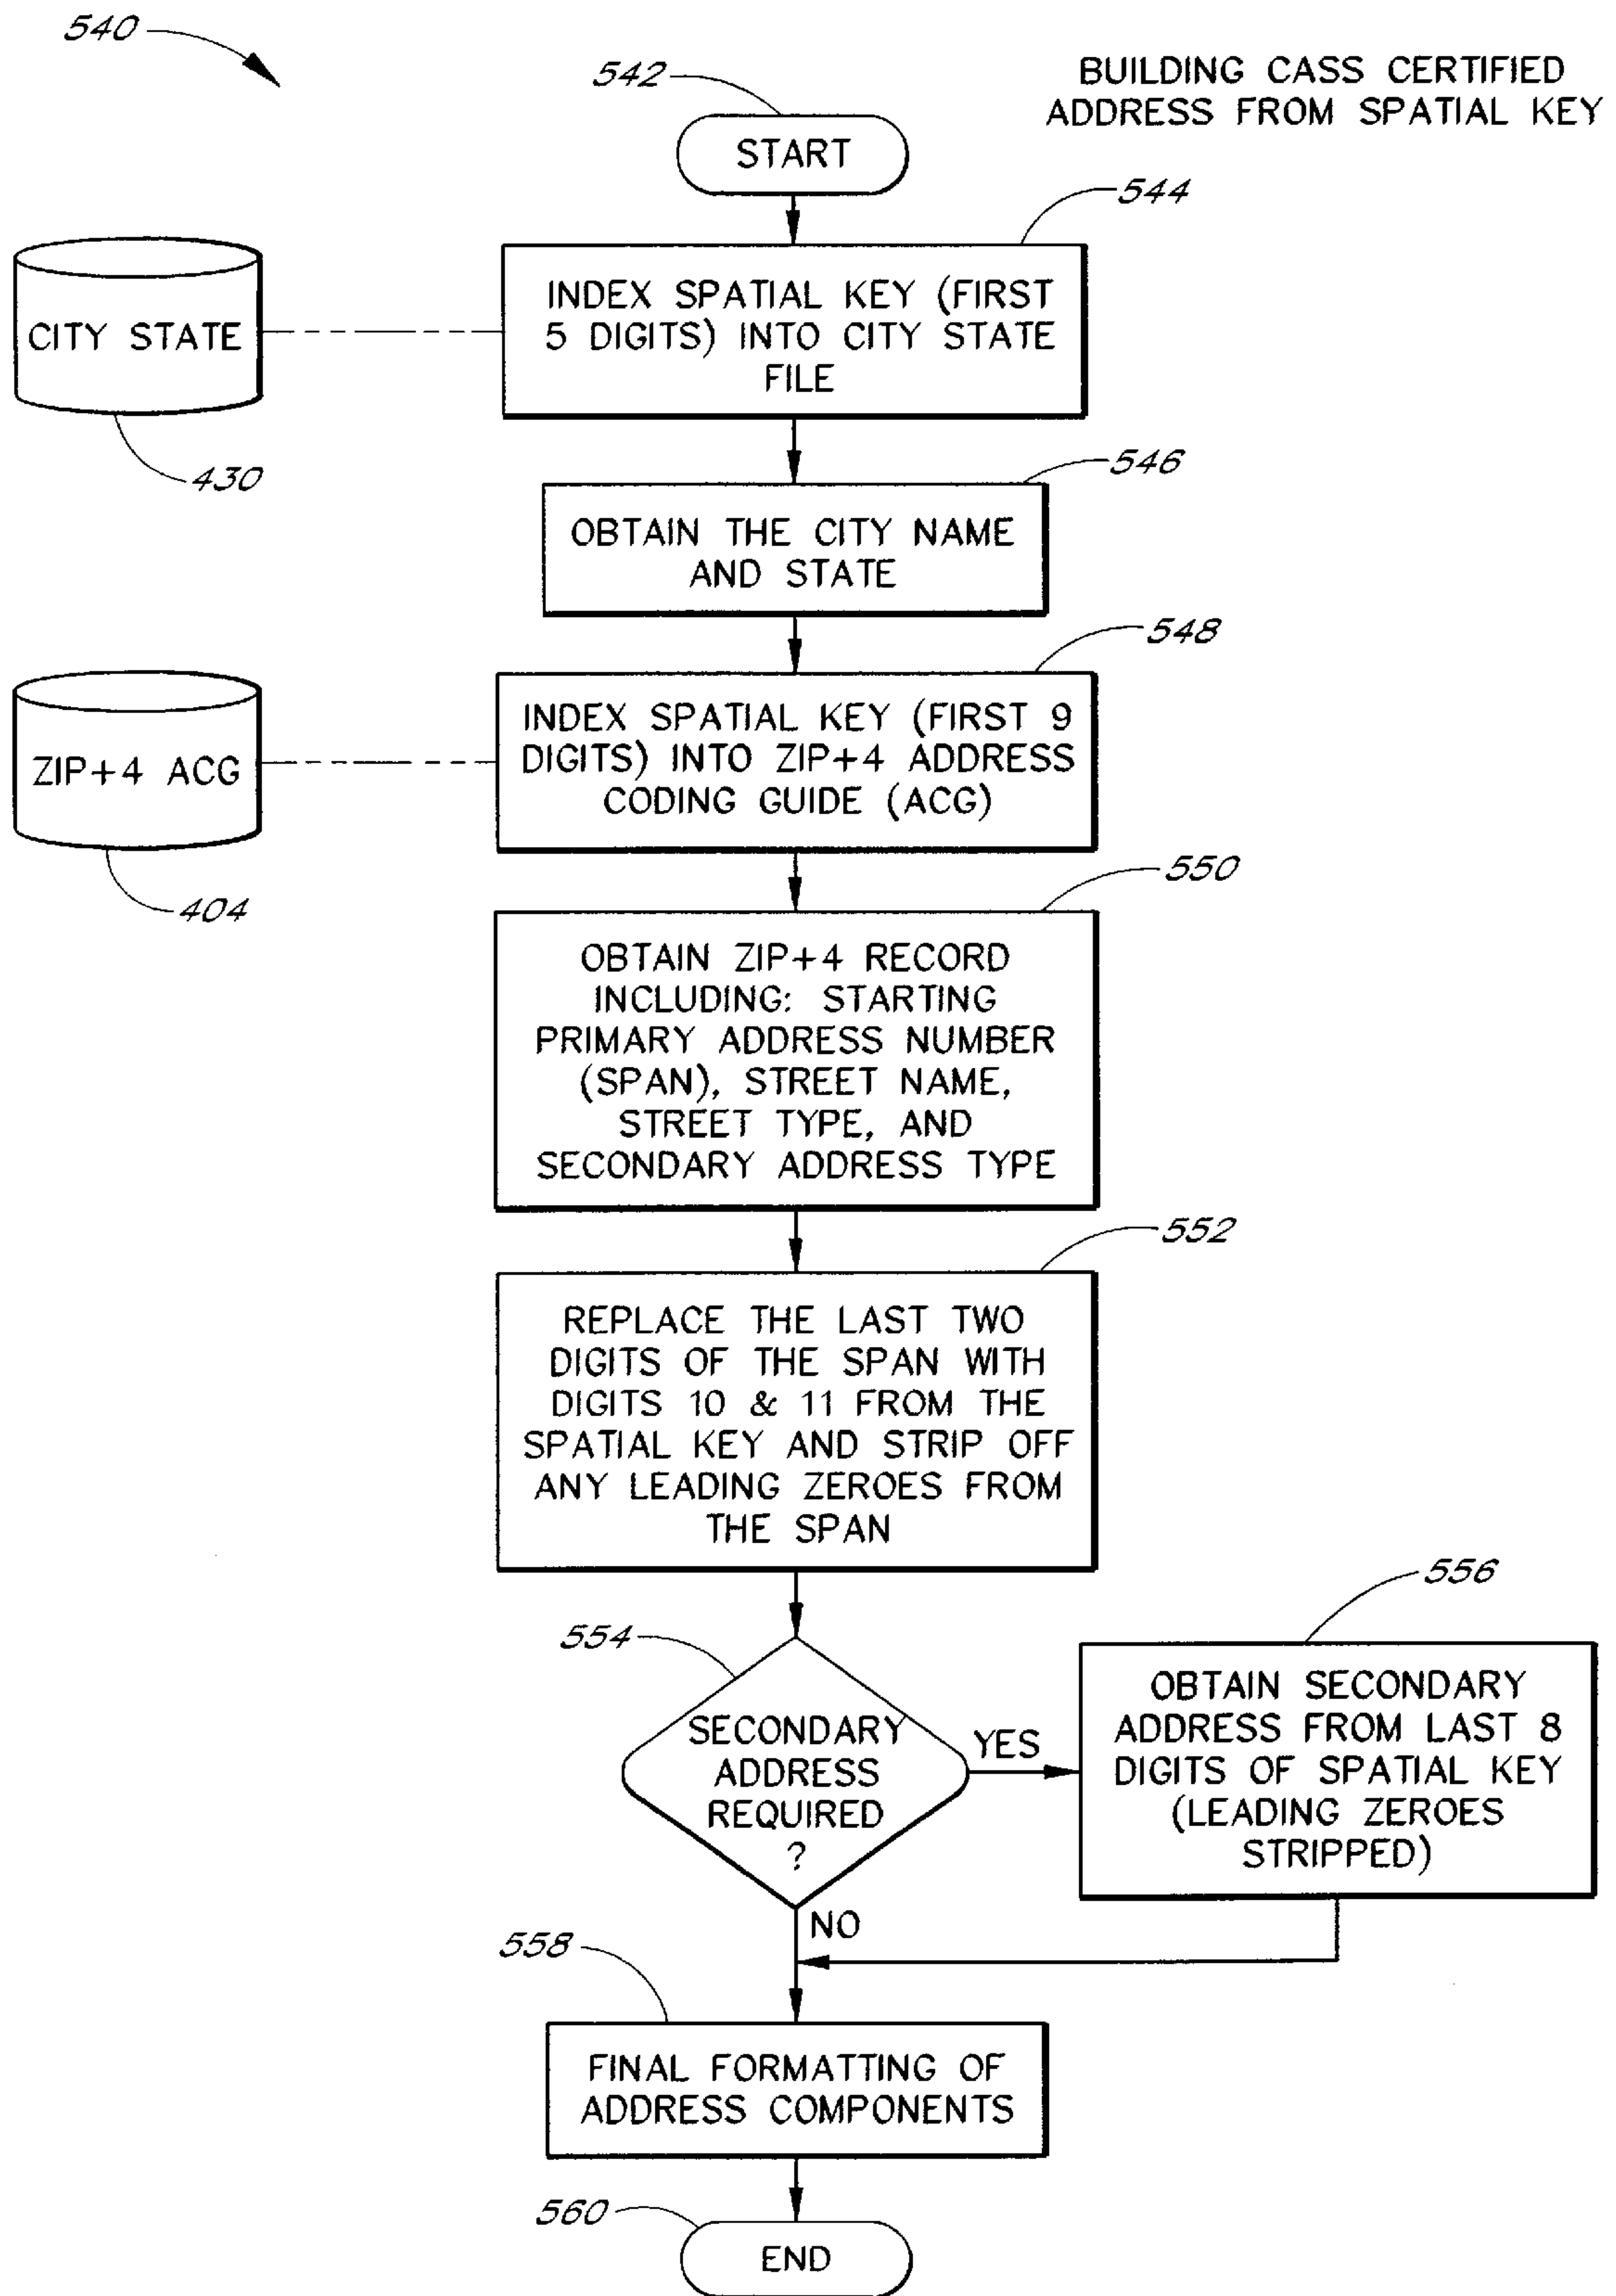 540
BUILDING CASS CERTIFIED
ADDRESS FROM SPATIAL KEY
542
START
544
CITY STATE
430
INDEX SPATIAL KEY (FIRST
5 DIGITS) INTO CITY STATE
FILE
546
OBTAIN THE CITY NAME
AND STATE
548
ZIP+4 ACG
404
INDEX SPATIAL KEY (FIRST 9
DIGITS) INTO ZIP+4 ADDRESS
CODING GUIDE (ACG)
550
OBTAIN ZIP+4 RECORD
INCLUDING: STARTING
PRIMARY ADDRESS NUMBER
(SPAN), STREET NAME,
STREET TYPE, AND
SECONDARY ADDRESS TYPE
552
REPLACE THE LAST TWO
DIGITS OF THE SPAN WITH
DIGITS 10 & 11 FROM THE
SPATIAL KEY AND STRIP OFF
ANY LEADING ZEROES FROM
THE SPAN
554
SECONDARY
ADDRESS
REQUIRED
?
YES
556
OBTAIN SECONDARY
ADDRESS FROM LAST 8
DIGITS OF SPATIAL KEY
(LEADING ZEROES
STRIPPED)
NO
558
FINAL FORMATTING OF
ADDRESS COMPONENTS
560
END